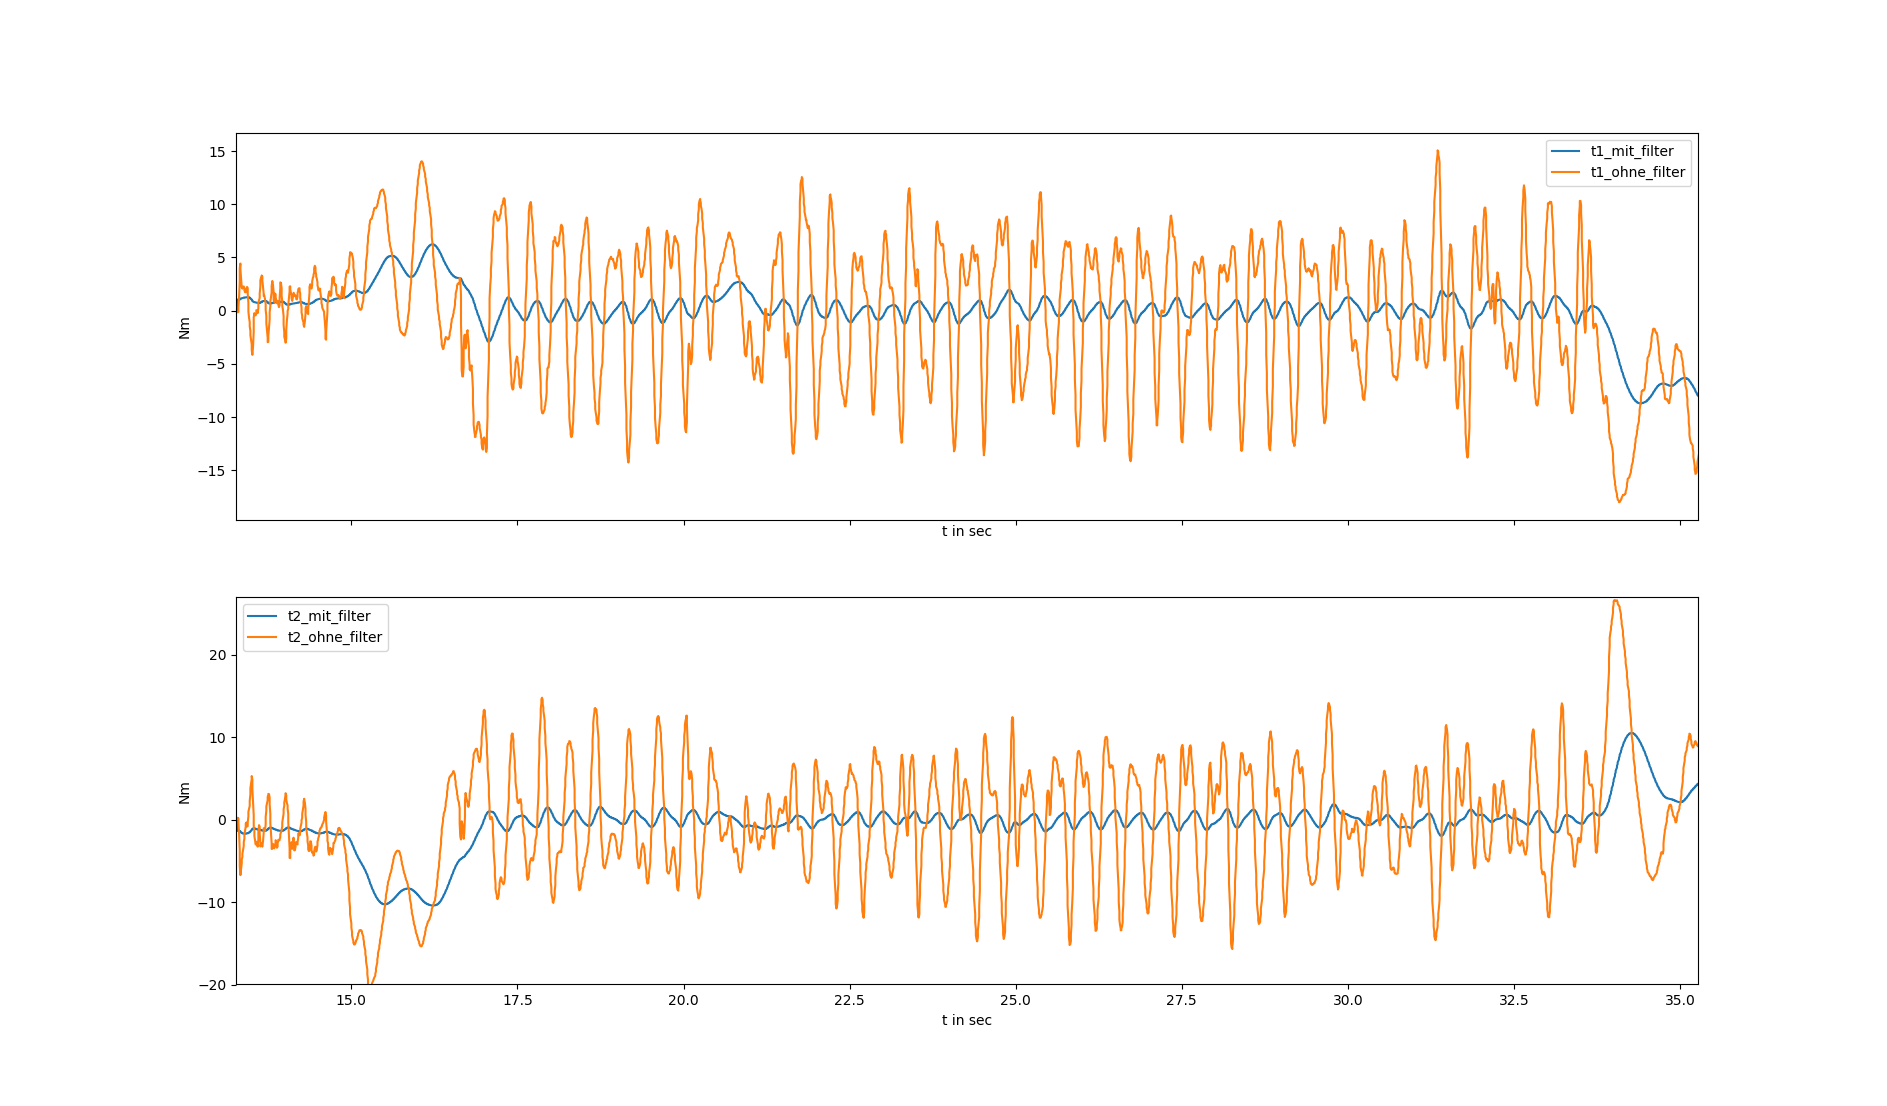 15
10
5
0
−5
−10
−15
Nm
t1_mit_filter
t1_ohne_filter
t in sec
t2_mit_filter
t2_ohne_filter
20
10
0
−10
−20
Nm
15.0 17.5 20.0 22.5 25.0 27.5 30.0 32.5 35.0
t in sec